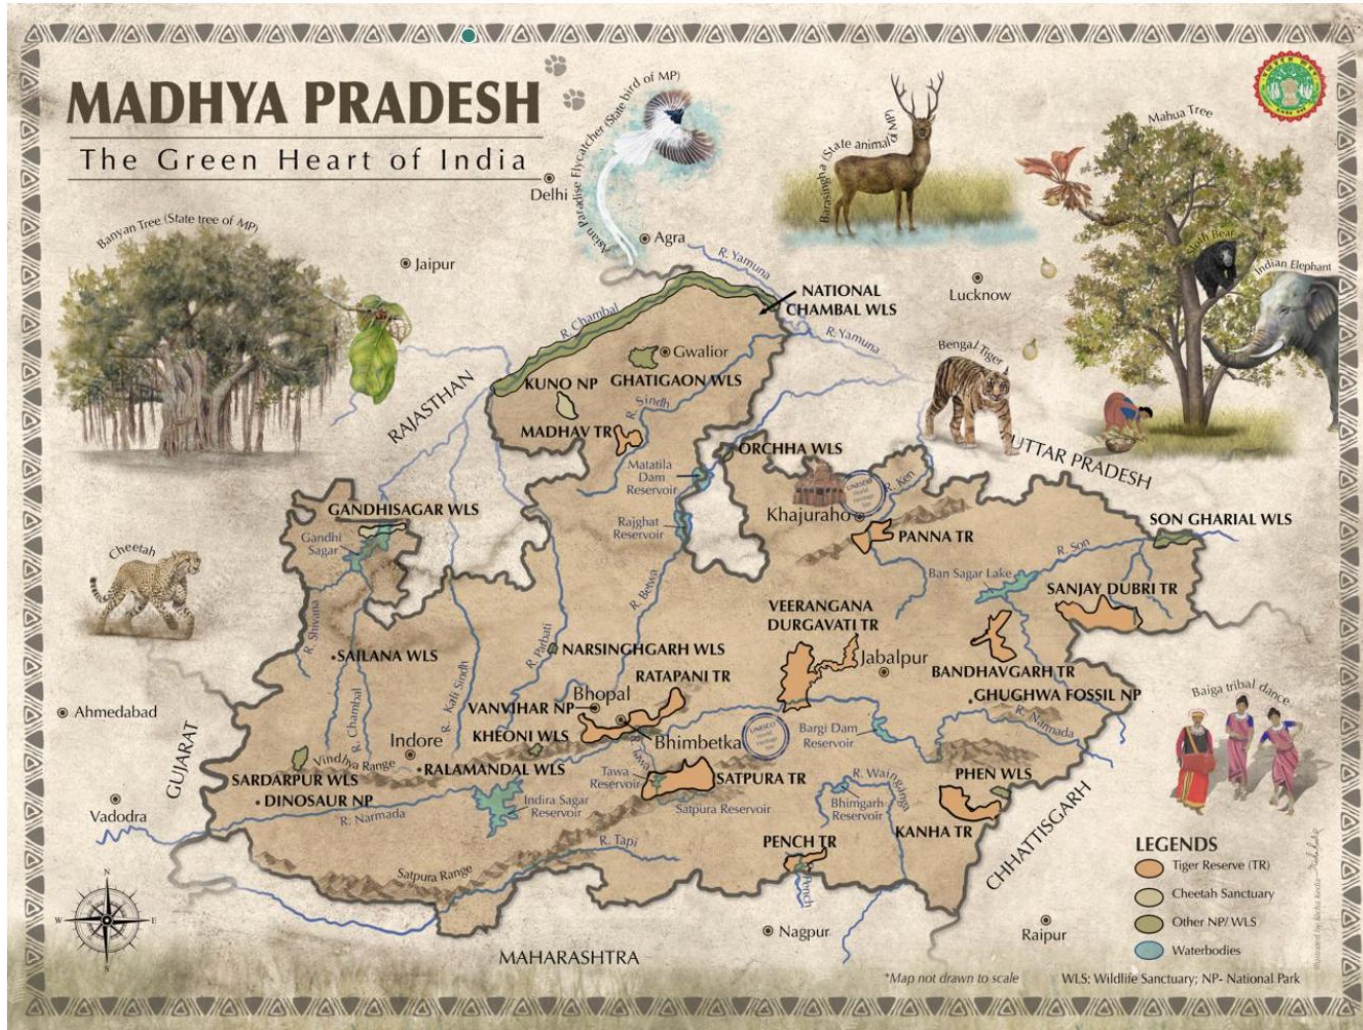 MADHYA PRADESH
The Green Heart of India
Asian Paradise Flycatcher (State bird of MP)
Barasingha (State animal of MP)
Mahua Tree
Sloth Bear
Indian Elephant
Banyan Tree (State tree of MP)
Delhi
Agra
Jaipur
R. Yamuna
Lucknow
NATIONAL
CHAMBAL WLS
R. Chambal
R. Yamuna
Bengal Tiger
Gwalior
KUNO NP
GHATIGAON WLS
RAJASTHAN
R. Sindh
MADHAV TR
ORCHHA WLS
UTTAR PRADESH
Matatila
Dam
Reservoir
UNESCO
World
Heritage
Site
R. Ken
Khajuraho
GANDHISAGAR WLS
Gandhi
Sagar
Rajghat
Reservoir
PANNA TR
SON GHARIAL WLS
R. Son
Cheetah
Ban Sagar Lake
SANJAY DUBRI TR
R. Betwa
VEERANGANA
DURGAVATI TR
R. Shivana
SAILANA WLS
R. Parbati
NARSINGHGARH WLS
Jabalpur
BANDHAVGARH TR
RATAPANI TR
R. Kali Sindh
Bhopal
VANVIHAR NP
GHUGHWA FOSSIL NP
Baiga tribal dance
Ahmedabad
R. Chambal
R. Narmada
GUJARAT
Indore
KHEONI WLS
Bhimbetka
UNESCO
Bargi Dam
Reservoir
Vindhya Range
RALAMANDAL WLS
Tawa
Tawa
Reservoir
SATPURA TR
R. Wainganga
PHEN WLS
SARDARPUR WLS
DINOSAUR NP
Indira Sagar
Reservoir
Satpura Reservoir
Bhimgarh
Reservoir
Vadodra
R. Narmada
KANHA TR
CHHATTISGARH
R. Tapi
PENCH TR
Satpura Range
Pench
N
W
E
S
Nagpur
Raipur
MAHARASHTRA
LEGENDS
Tiger Reserve (TR)
Cheetah Sanctuary
Other NP/ WLS
Waterbodies
*Map not drawn to scale
WLS: Wildlife Sanctuary; NP- National Park